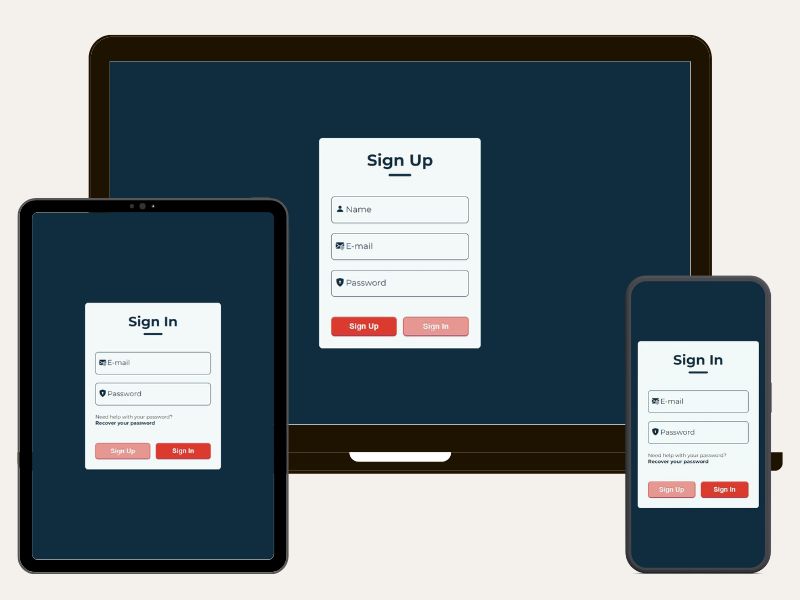 Sign Up
Name
E-mail
Password
Sign Up Sign In
Sign In
E-mail
Password
Need help with your password?
Recover your password
Sign Up Sign In
Sign In
E-mail
Password
Need help with your password?
Recover your password
Sign Up Sign In